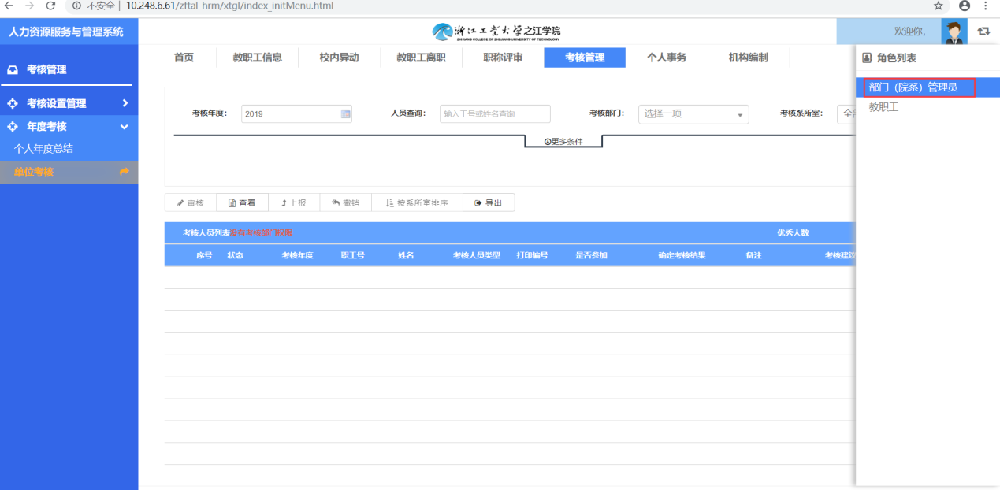 不安全 | 10.248.6.61/zftal-hrm/xtgl/index_initMenu.html
人力资源服务与管理系统
浙江工业大学之江学院
ZHIJIANG COLLEGE OF ZHEJIANG UNIVERSITY OF TECHNOLOGY
欢迎你,
首页 教职工信息 校内异动 教职工离职 职称评审 考核管理 个人事务 机构编制
角色列表
部门（院系）管理员
教职工
考核管理
考核设置管理
年度考核
个人年度总结
单位考核
考核年度： 2019 人员查询： 输入工号或姓名查询 考核部门： 选择一项 考核系所室：
更多条件
审核 查看 上报 撤销 按系所室排序 导出
考核人员列表没有考核部门权限 优秀人数
序号 状态 考核年度 职工号 姓名 考核人员类型 打印编号 是否参加 确定考核结果 备注 考核建议